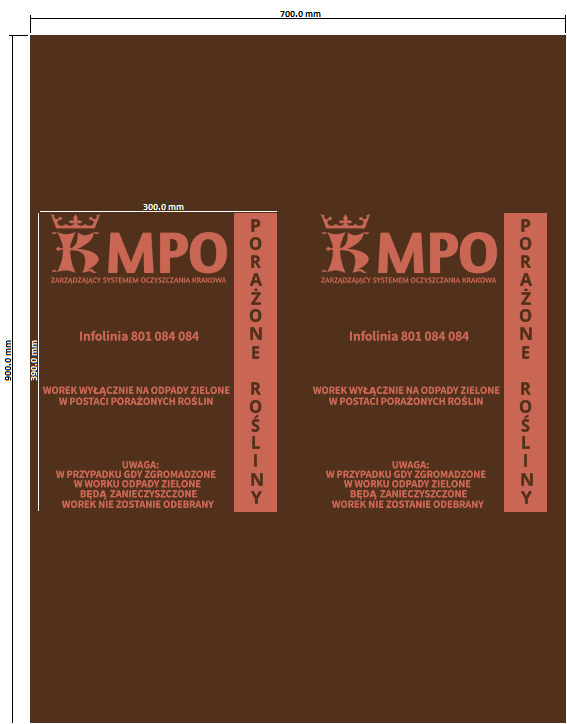 700.0 mm
900.0 mm
300.0 mm
390.0 mm
K MPO
ZARZĄDZAJĄCY SYSTEMEM OCZYSZCZANIA KRAKOWA
Infolinia 801 084 084
WOREK WYŁĄCZNIE NA ODPADY ZIELONE
W POSTACI PORAŻONYCH ROŚLIN
UWAGA:
W PRZYPADKU GDY ZGROMADZONE
W WORKU ODPADY ZIELONE
BĘDĄ ZANIECZYSZCZONE
WOREK NIE ZOSTANIE ODEBRANY
PORAŻONE ROŚLINY
K MPO
ZARZĄDZAJĄCY SYSTEMEM OCZYSZCZANIA KRAKOWA
Infolinia 801 084 084
WOREK WYŁĄCZNIE NA ODPADY ZIELONE
W POSTACI PORAŻONYCH ROŚLIN
UWAGA:
W PRZYPADKU GDY ZGROMADZONE
W WORKU ODPADY ZIELONE
BĘDĄ ZANIECZYSZCZONE
WOREK NIE ZOSTANIE ODEBRANY
PORAŻONE ROŚLINY